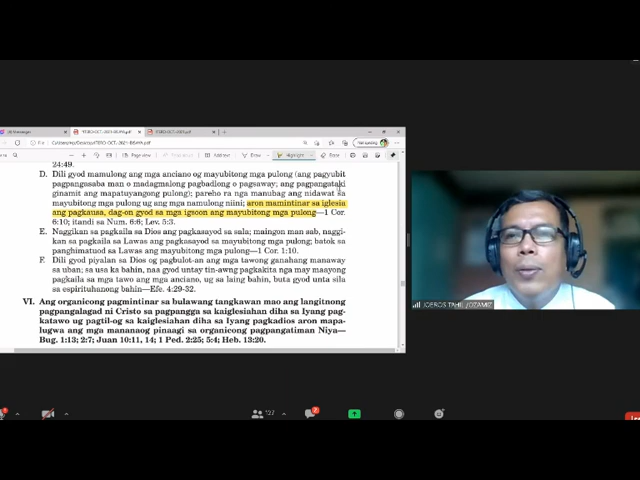 24:49.
D. Dili gyod mamulong ang mga anciano og mayubitong mga pulong (ang pagyubit
pagpangssaba man o madagmalong pagbadlong o pagsaway; ang pagpangataki
ginamit ang mapatuyangong pulong); pareho ra nga manubag ang nidawat sa
mayubitong mga pulong ug ang mga namulong niini; aron mamintinar sa iglesia
ang pagkausa, dag-on gyod sa mga igsoon ang mayubitong mga pulong—1 Cor.
6:10; itandi sa Num. 6:6; Lev. 5:3.
E. Naggikan sa pagkaila sa Dios ang pagkasayod sa sula; maingon man sab, naggi-
kan sa pagkaila sa Lawas ang pagkasayod sa mayubitong mga pulong; batok sa
panghimatuod sa Lawas ang mayubitong mga pulong—1 Cor. 1:10.
F. Dili gyod piyalan sa Dios og pagbulot-an ang mga tawong ganahang manaway
sa uban; sa usa ka bahin, naa gyod untay tin-awng pagkakita nga may maayong
pagkaila sa mga tawo ang mga anciano, ug sa laing bahin, buta gyod unta sila
sa espirituhanong bahin—Efe. 4:29-32.
VI. Ang organicong pagmintinar sa bulawang tangkawan mao ang langitnong
pagpangalagad ni Cristo sa pagpangga sa kaiglesiahan diha sa Iyang pag-
katawo ug pagtil-og sa kaiglesiahan diha sa Iyang pagkadios aron mapa-
lugwa ang mga mananaog pinaagi sa organicong pagpangatiman Niya—
Bug. 1:13; 2:7; Juan 10:11, 14; 1 Ped. 2:25; 5:4; Heb. 13:20.
JOEROS TAHIL /OZAMIZ
127
2